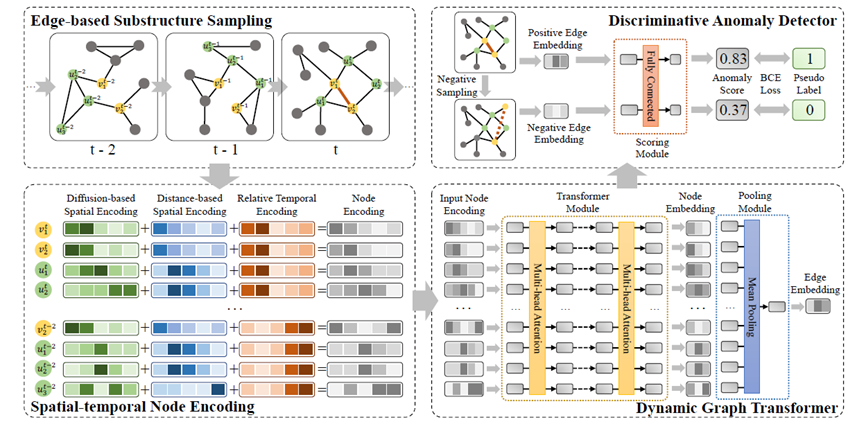 Edge-based Substructure Sampling
t - 2
t - 1
t
Discriminative Anomaly Detector
Positive Edge
Embedding
Negative
Sampling
Negative Edge
Embedding
Fully Connected
Scoring
Module
0.83
Anomaly
Score
0.37
BCE
Loss
1
Pseudo
Label
0
Diffusion-based
Spatial Encoding
Distance-based
Spatial Encoding
Relative Temporal
Encoding
Node
Encoding
+ + =
+ + =
+ + =
+ + =
...
+ + =
+ + =
+ + =
+ + =
Spatial-temporal Node Encoding
Input Node
Encoding
Transformer
Module
Node
Embedding
Pooling
Module
Multi-head Attention
Multi-head Attention
Mean Pooling
Edge
Embedding
Dynamic Graph Transformer